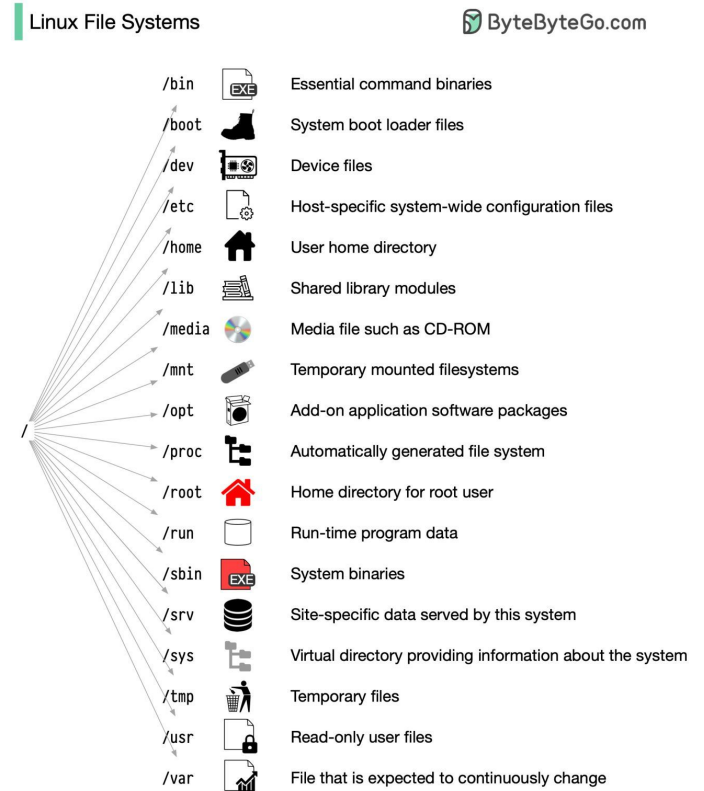 Linux File Systems
ByteByteGo.com
/bin EXE Essential command binaries
/boot System boot loader files
/dev Device files
/etc Host-specific system-wide configuration files
/home User home directory
/lib Shared library modules
/media Media file such as CD-ROM
/mnt Temporary mounted filesystems
/opt Add-on application software packages
/
/proc Automatically generated file system
/root Home directory for root user
/run Run-time program data
/sbin EXE System binaries
/srv Site-specific data served by this system
/sys Virtual directory providing information about the system
/tmp Temporary files
/usr Read-only user files
/var File that is expected to continuously change